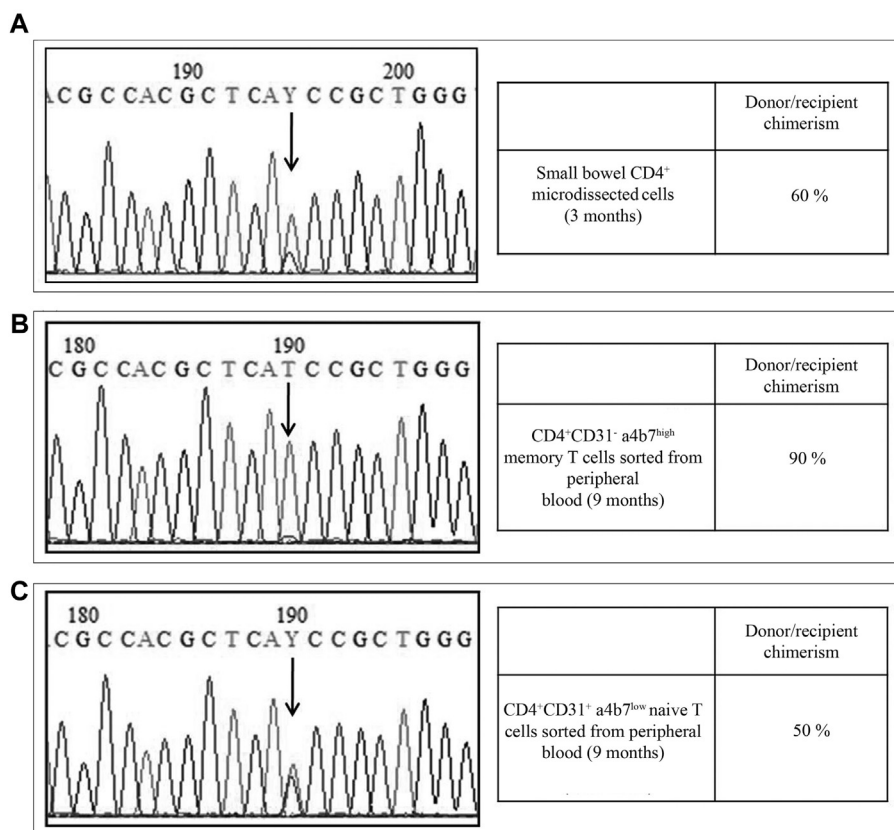 A
190 200
ACGCCACGCTCAYCCGCTGGG
Donor/recipient
chimerism
Small bowel CD4⁺
microdissected cells
(3 months)
60 %
B
180 190
CGCCACGCTCATCCGCTGGG
Donor/recipient
chimerism
CD4⁺CD31⁻ a4b7ʰⁱᵍʰ
memory T cells sorted from
peripheral
blood (9 months)
90 %
C
180 190
ACGCCACGCTCAYCCGCTGGG
Donor/recipient
chimerism
CD4⁺CD31⁺ a4b7ˡᵒʷ naive T
cells sorted from peripheral
blood (9 months)
50 %